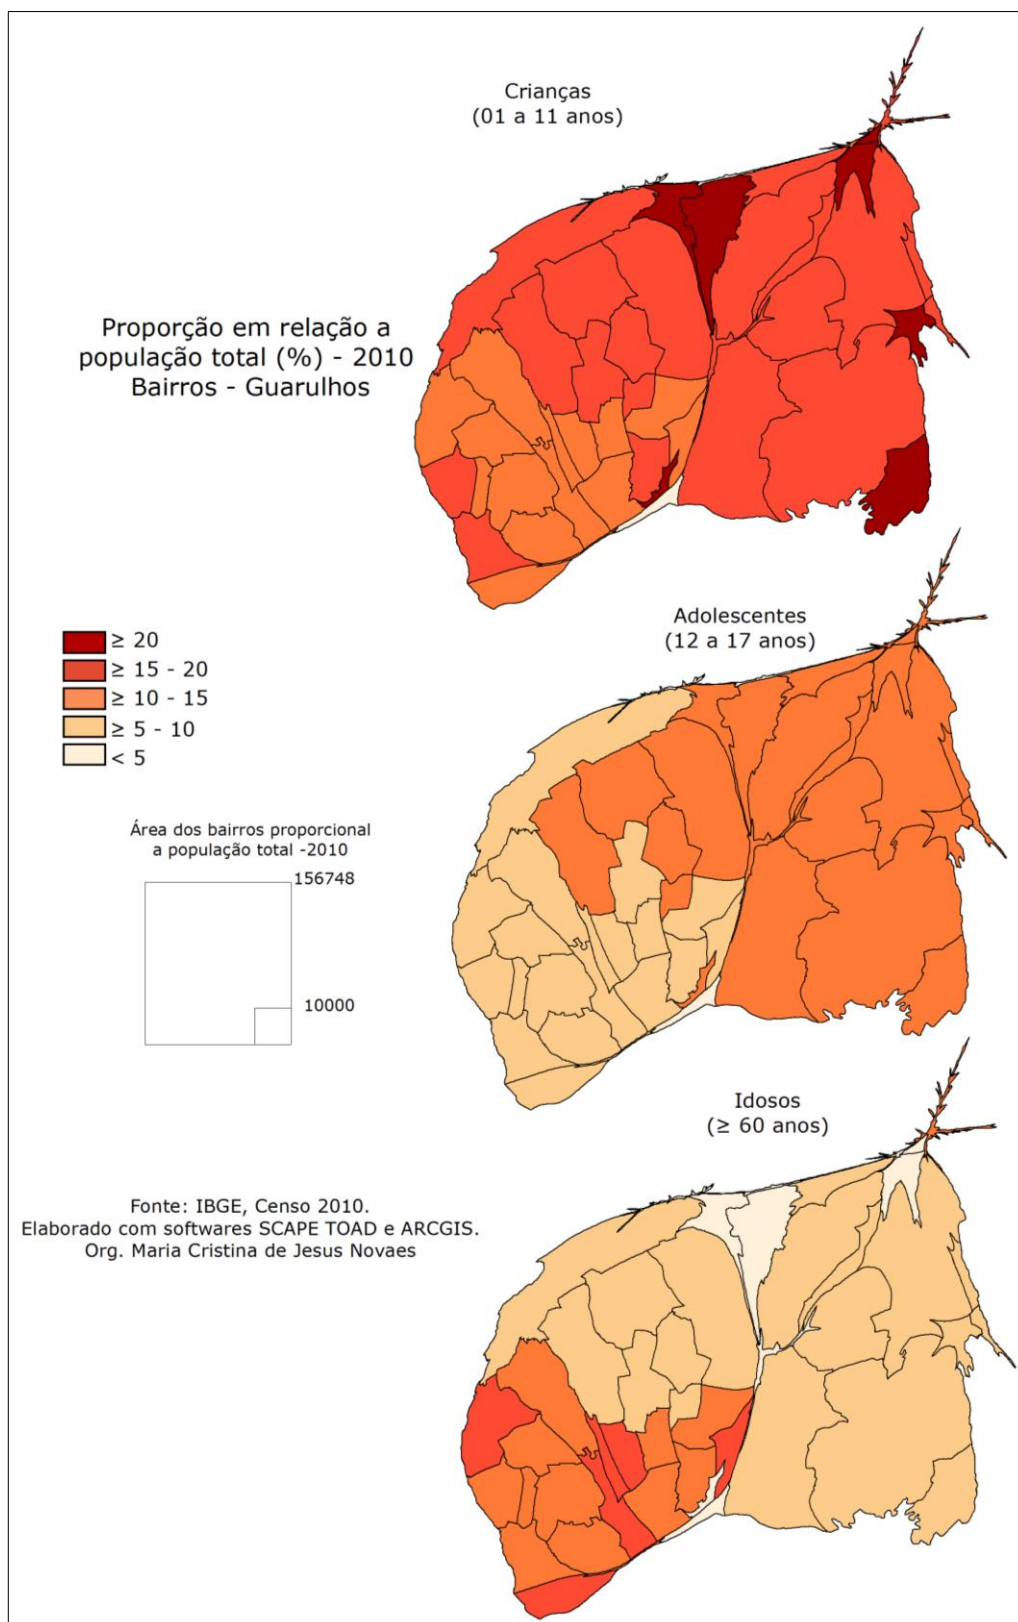 Crianças
(01 a 11 anos)
Proporção em relação a
população total (%) - 2010
Bairros - Guarulhos
Adolescentes
(12 a 17 anos)
≥ 20
≥ 15 - 20
≥ 10 - 15
≥ 5 - 10
< 5
Área dos bairros proporcional
a população total -2010
156748
10000
Idosos
(≥ 60 anos)
Fonte: IBGE, Censo 2010.
Elaborado com softwares SCAPE TOAD e ARCGIS.
Org. Maria Cristina de Jesus Novaes